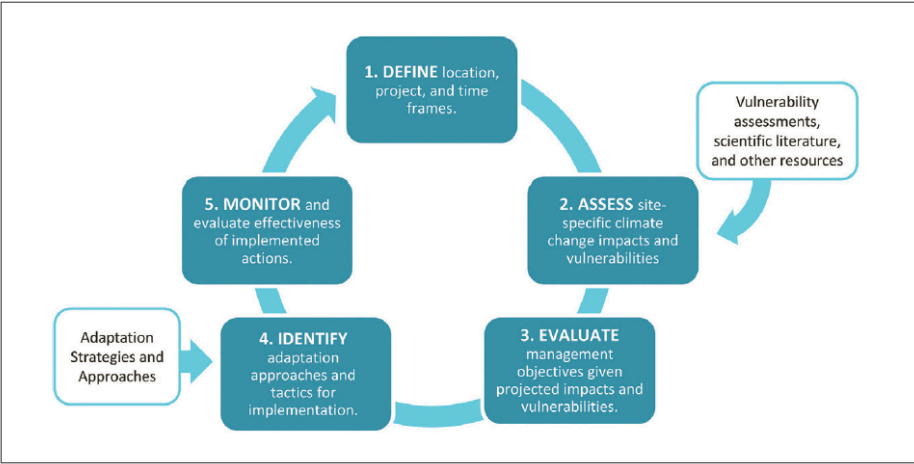 1. DEFINE location,
project, and time
frames.
Vulnerability
assessments,
scientific literature,
and other resources
2. ASSESS site-
specific climate
change impacts and
vulnerabilities
3. EVALUATE
management
objectives given
projected impacts and
vulnerabilities.
4. IDENTIFY
adaptation
approaches and
tactics for
implementation.
Adaptation
Strategies and
Approaches
5. MONITOR and
evaluate effectiveness
of implemented
actions.